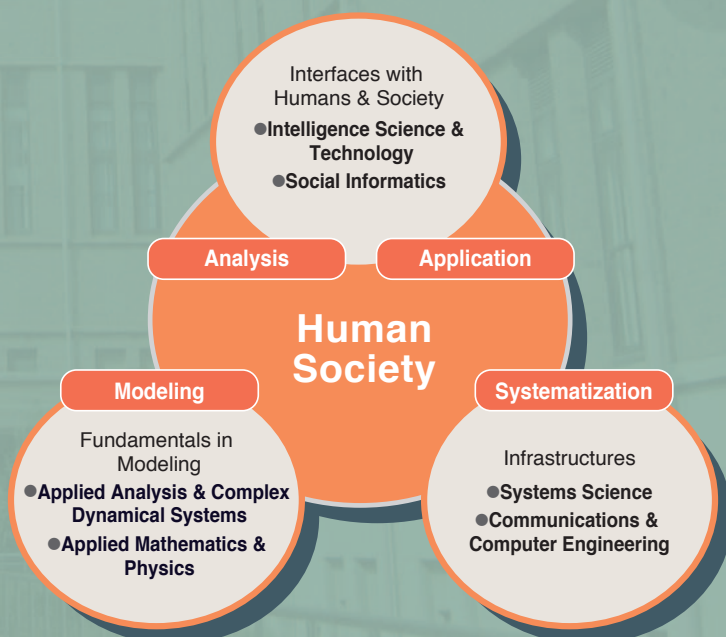 Interfaces with
Humans & Society
●Intelligence Science &
Technology
●Social Informatics
Analysis
Application
Human
Society
Modeling
Fundamentals in
Modeling
●Applied Analysis & Complex
Dynamical Systems
●Applied Mathematics &
Physics
Systematization
Infrastructures
●Systems Science
●Communications &
Computer Engineering